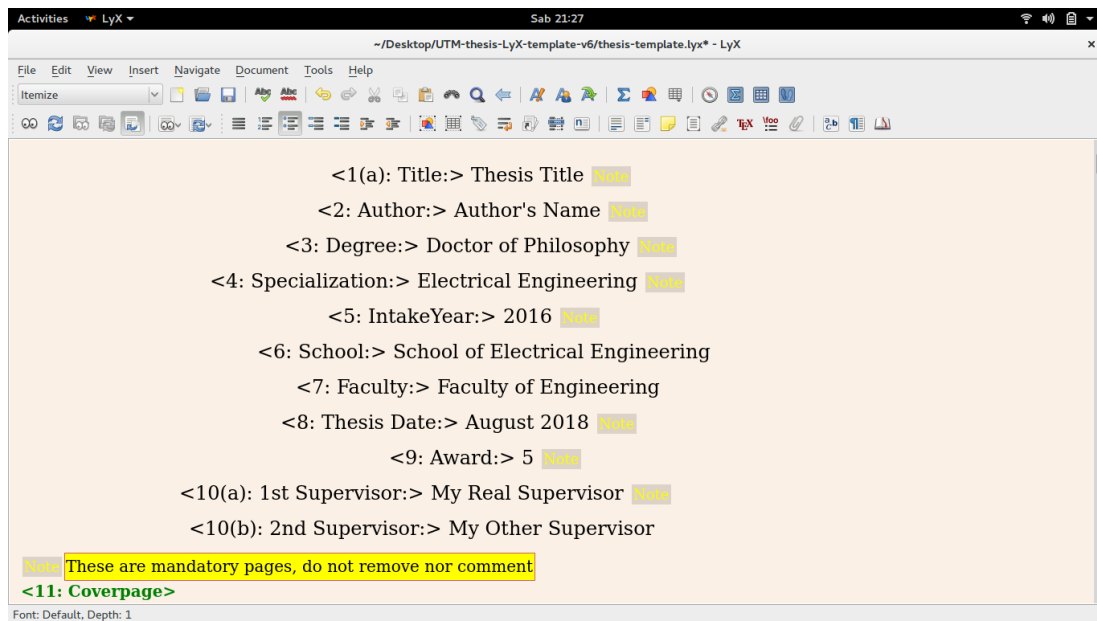 Activities LyX Sab 21:27
~/Desktop/UTM-thesis-LyX-template-v6/thesis-template.lyx* - LyX
File Edit View Insert Navigate Document Tools Help
Itemize
<1(a): Title:> Thesis Title Note
<2: Author:> Author's Name Note
<3: Degree:> Doctor of Philosophy Note
<4: Specialization:> Electrical Engineering Note
<5: IntakeYear:> 2016 Note
<6: School:> School of Electrical Engineering
<7: Faculty:> Faculty of Engineering
<8: Thesis Date:> August 2018 Note
<9: Award:> 5 Note
<10(a): 1st Supervisor:> My Real Supervisor Note
<10(b): 2nd Supervisor:> My Other Supervisor
Note These are mandatory pages, do not remove nor comment
<11: Coverpage>
Font: Default, Depth: 1